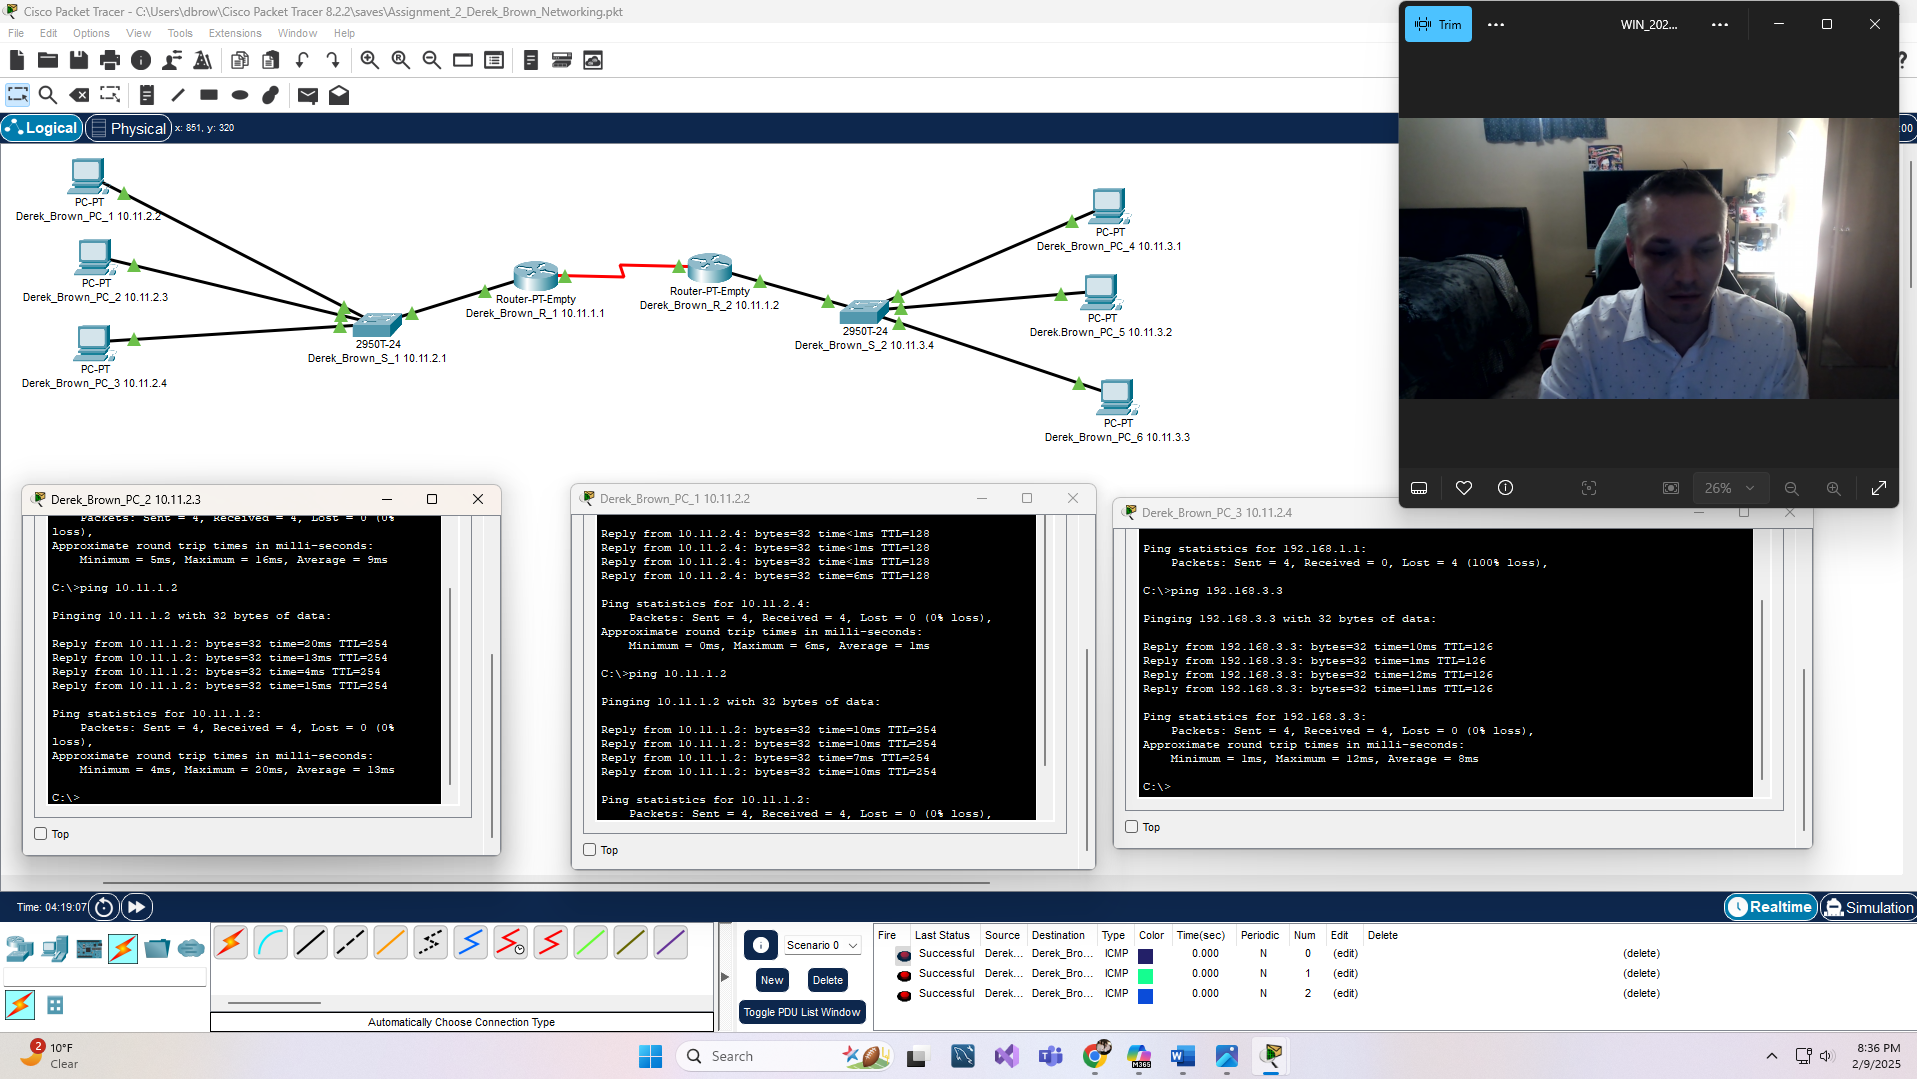 Cisco Packet Tracer - C:\Users\dbrow\Cisco Packet Tracer 8.2.2\saves\Assignment_2_Derek_Brown_Networking.pkt
File Edit Options View Tools Extensions Window Help
Logical Physical x: 851, y: 320
PC-PT
Derek_Brown_PC_1 10.11.2.2
PC-PT
Derek_Brown_PC_2 10.11.2.3
PC-PT
Derek_Brown_PC_3 10.11.2.4
2950T-24
Derek_Brown_S_1 10.11.2.1
Router-PT-Empty
Derek_Brown_R_1 10.11.1.1
Router-PT-Empty
Derek_Brown_R_2 10.11.1.2
2950T-24
Derek_Brown_S_2 10.11.3.4
PC-PT
Derek_Brown_PC_4 10.11.3.1
PC-PT
Derek.Brown_PC_5 10.11.3.2
PC-PT
Derek_Brown_PC_6 10.11.3.3
Trim
WIN_202...
26%
:00
Derek_Brown_PC_2 10.11.2.3
Packets: Sent = 4, Received = 4, Lost = 0 (0%
loss),
Approximate round trip times in milli-seconds:
Minimum = 5ms, Maximum = 16ms, Average = 9ms
C:\>ping 10.11.1.2
Pinging 10.11.1.2 with 32 bytes of data:
Reply from 10.11.1.2: bytes=32 time=20ms TTL=254
Reply from 10.11.1.2: bytes=32 time=13ms TTL=254
Reply from 10.11.1.2: bytes=32 time=4ms TTL=254
Reply from 10.11.1.2: bytes=32 time=15ms TTL=254
Ping statistics for 10.11.1.2:
Packets: Sent = 4, Received = 4, Lost = 0 (0%
loss),
Approximate round trip times in milli-seconds:
Minimum = 4ms, Maximum = 20ms, Average = 13ms
C:\>
Top
Derek_Brown_PC_1 10.11.2.2
Reply from 10.11.2.4: bytes=32 time<1ms TTL=128
Reply from 10.11.2.4: bytes=32 time<1ms TTL=128
Reply from 10.11.2.4: bytes=32 time<1ms TTL=128
Reply from 10.11.2.4: bytes=32 time=6ms TTL=128
Ping statistics for 10.11.2.4:
Packets: Sent = 4, Received = 4, Lost = 0 (0% loss),
Approximate round trip times in milli-seconds:
Minimum = 0ms, Maximum = 6ms, Average = 1ms
C:\>ping 10.11.1.2
Pinging 10.11.1.2 with 32 bytes of data:
Reply from 10.11.1.2: bytes=32 time=10ms TTL=254
Reply from 10.11.1.2: bytes=32 time=10ms TTL=254
Reply from 10.11.1.2: bytes=32 time=7ms TTL=254
Reply from 10.11.1.2: bytes=32 time=10ms TTL=254
Ping statistics for 10.11.1.2:
Packets: Sent = 4, Received = 4, Lost = 0 (0% loss),
Top
Derek_Brown_PC_3 10.11.2.4
Ping statistics for 192.168.1.1:
Packets: Sent = 4, Received = 0, Lost = 4 (100% loss),
C:\>ping 192.168.3.3
Pinging 192.168.3.3 with 32 bytes of data:
Reply from 192.168.3.3: bytes=32 time=10ms TTL=126
Reply from 192.168.3.3: bytes=32 time=1ms TTL=126
Reply from 192.168.3.3: bytes=32 time=12ms TTL=126
Reply from 192.168.3.3: bytes=32 time=11ms TTL=126
Ping statistics for 192.168.3.3:
Packets: Sent = 4, Received = 4, Lost = 0 (0% loss),
Approximate round trip times in milli-seconds:
Minimum = 1ms, Maximum = 12ms, Average = 8ms
C:\>
Top
Time: 04:19:07
Realtime Simulation
Automatically Choose Connection Type
Scenario 0
New Delete
Toggle PDU List Window
Fire Last Status Source Destination Type Color Time(sec) Periodic Num Edit Delete
Successful Derek... Derek_Bro... ICMP 0.000 N 0 (edit) (delete)
Successful Derek... Derek_Bro... ICMP 0.000 N 1 (edit) (delete)
Successful Derek... Derek_Bro... ICMP 0.000 N 2 (edit) (delete)
2
10°F
Clear
Search
M365
8:36 PM
2/9/2025